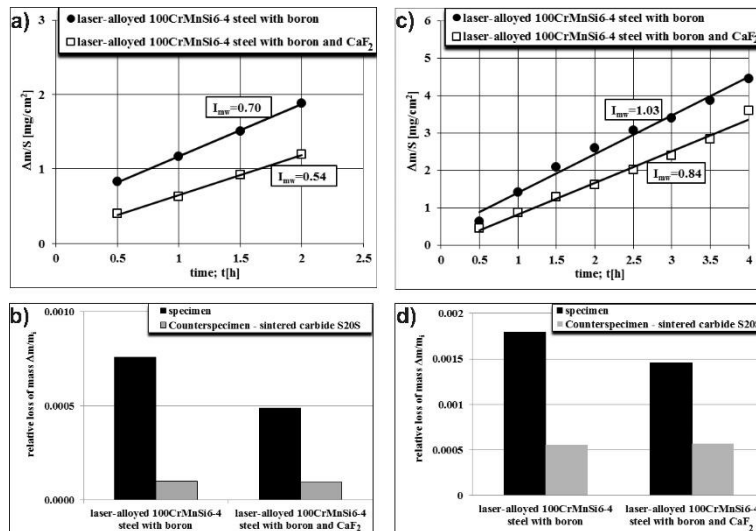 a)
3
laser-alloyed 100CrMnSi6-4 steel with boron
laser-alloyed 100CrMnSi6-4 steel with boron and CaF2
Δm/S [mg/cm²]
2
1
0
Imw=0.70
Imw=0.54
0 0.5 1 1.5 2 2.5
time; t[h]
c)
6
laser-alloyed 100CrMnSi6-4 steel with boron
laser-alloyed 100CrMnSi6-4 steel with boron and CaF2
Δm/S [mg/cm²]
5
4
3
2
1
0
Imw=1.03
Imw=0.84
0 0.5 1 1.5 2 2.5 3 3.5 4
time; t[h]
b)
0.0010
specimen
Counterspecimen - sintered carbide S20S
relative loss of mass Δm/mi
0.0005
0.0000
laser-alloyed 100CrMnSi6-4
steel with boron
laser-alloyed 100CrMnSi6-4
steel with boron and CaF2
d)
0.002
specimen
Counterspecimen - sintered carbide S20S
relative loss of mass Δm/mi
0.0015
0.001
0.0005
0
laser-alloyed 100CrMnSi6-4
steel with boron
laser-alloyed 100CrMnSi6-4
steel with boron and CaF2